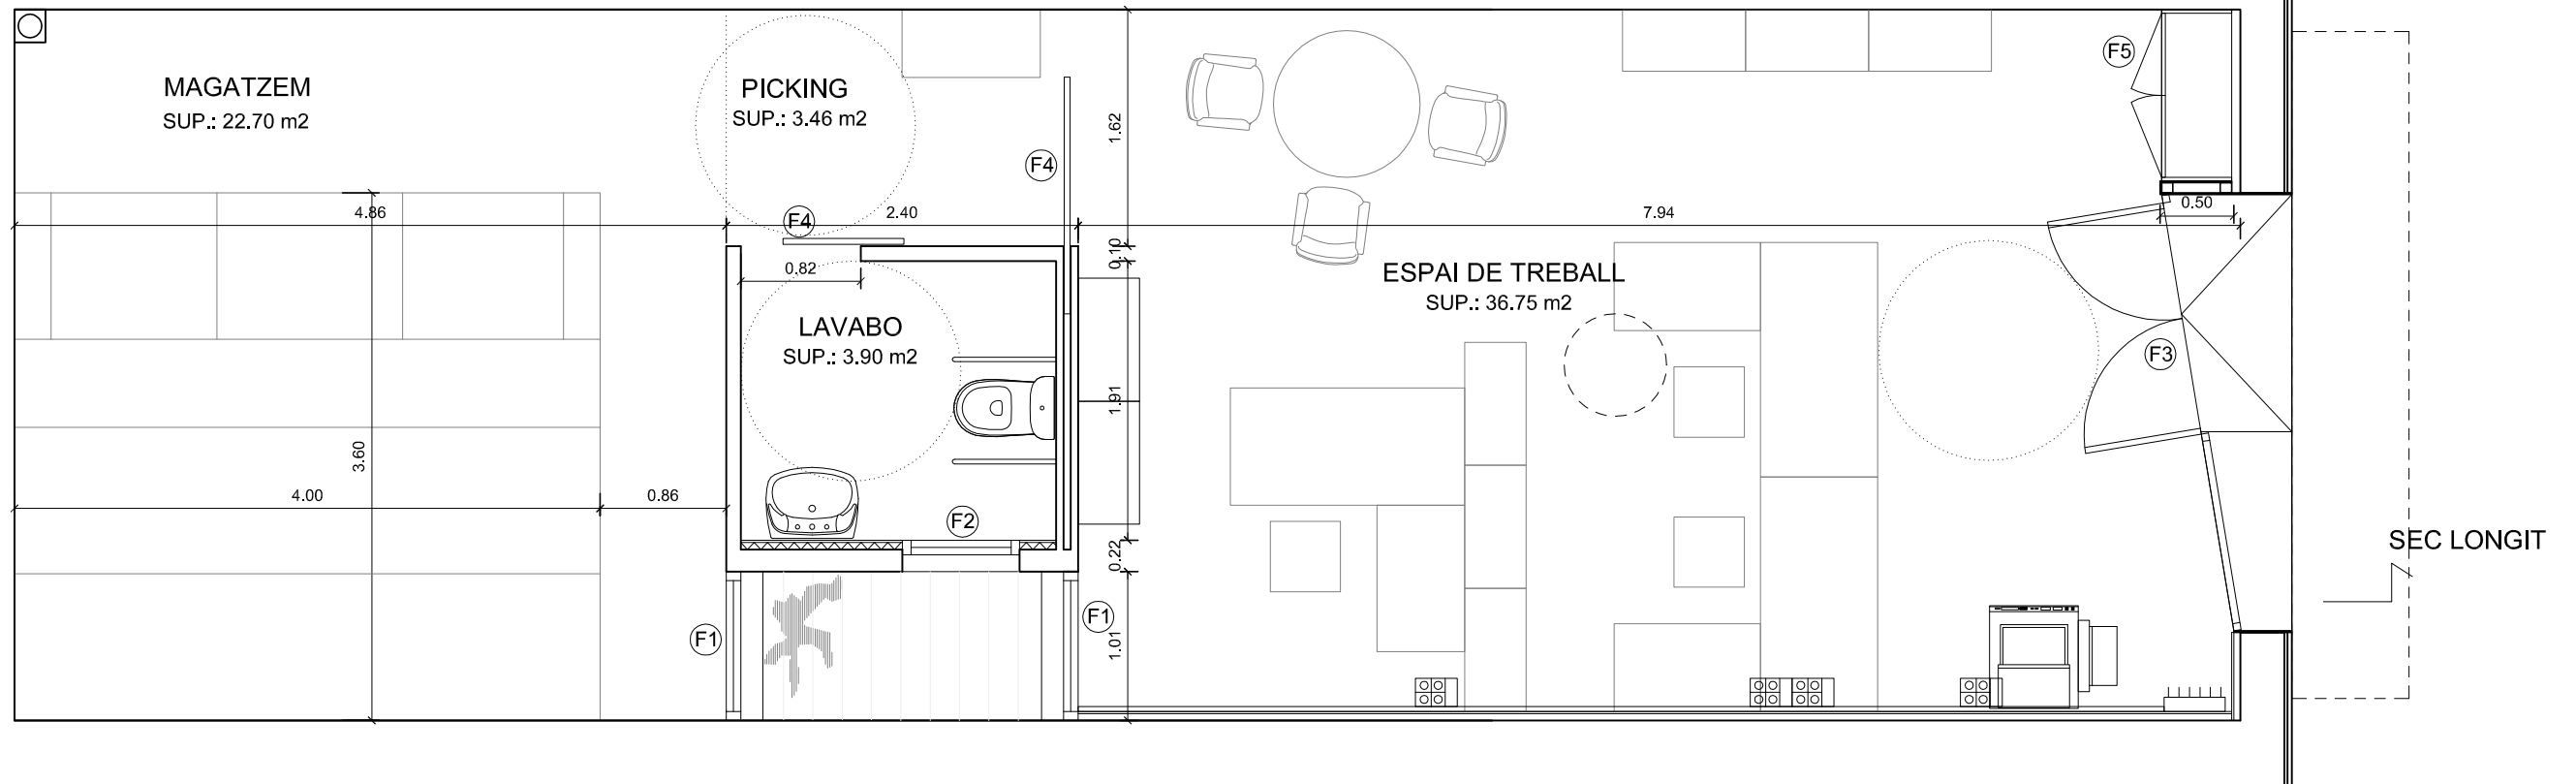 MAGATZEM
SUP.: 22.70 m2
PICKING
SUP.: 3.46 m2
F4
1.62
F5
4.86
F4
2.40
7.94
0.50
0.10
0.82
LAVABO
SUP.: 3.90 m2
ESPAI DE TREBALL
SUP.: 36.75 m2
F3
1.91
3.60
4.00
0.86
F2
0.22
F1
F1
1.01
SEC LONGIT